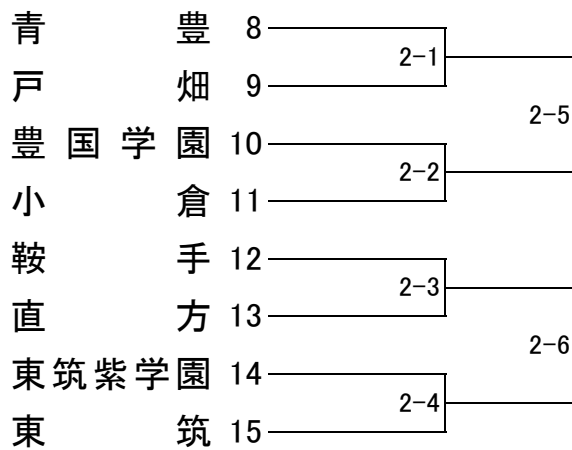 青豊 8
2-1
戸畑 9
2-5
豊国学園 10
2-2
小倉 11
鞍手 12
2-3
直方 13
2-6
東筑紫学園 14
2-4
東筑 15